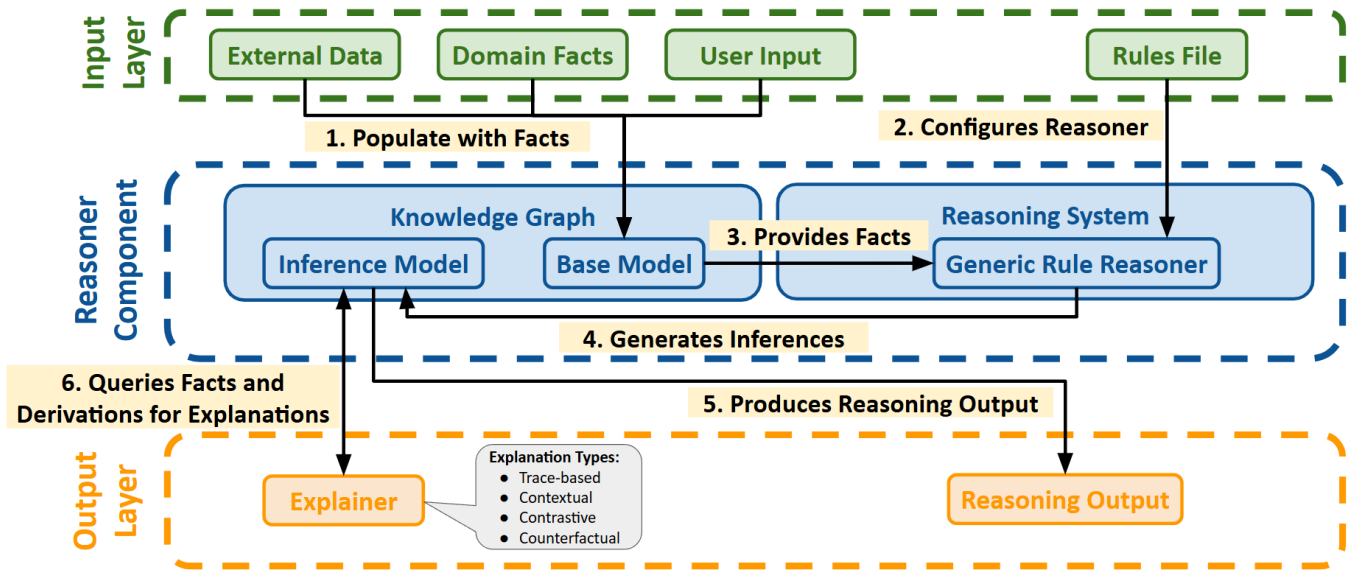 Input
Layer
External Data
Domain Facts
User Input
Rules File
1. Populate with Facts
2. Configures Reasoner
Reasoner
Component
Knowledge Graph
Reasoning System
Inference Model
Base Model
3. Provides Facts
Generic Rule Reasoner
4. Generates Inferences
6. Queries Facts and
Derivations for Explanations
5. Produces Reasoning Output
Output
Layer
Explainer
Explanation Types:
● Trace-based
● Contextual
● Contrastive
● Counterfactual
Reasoning Output